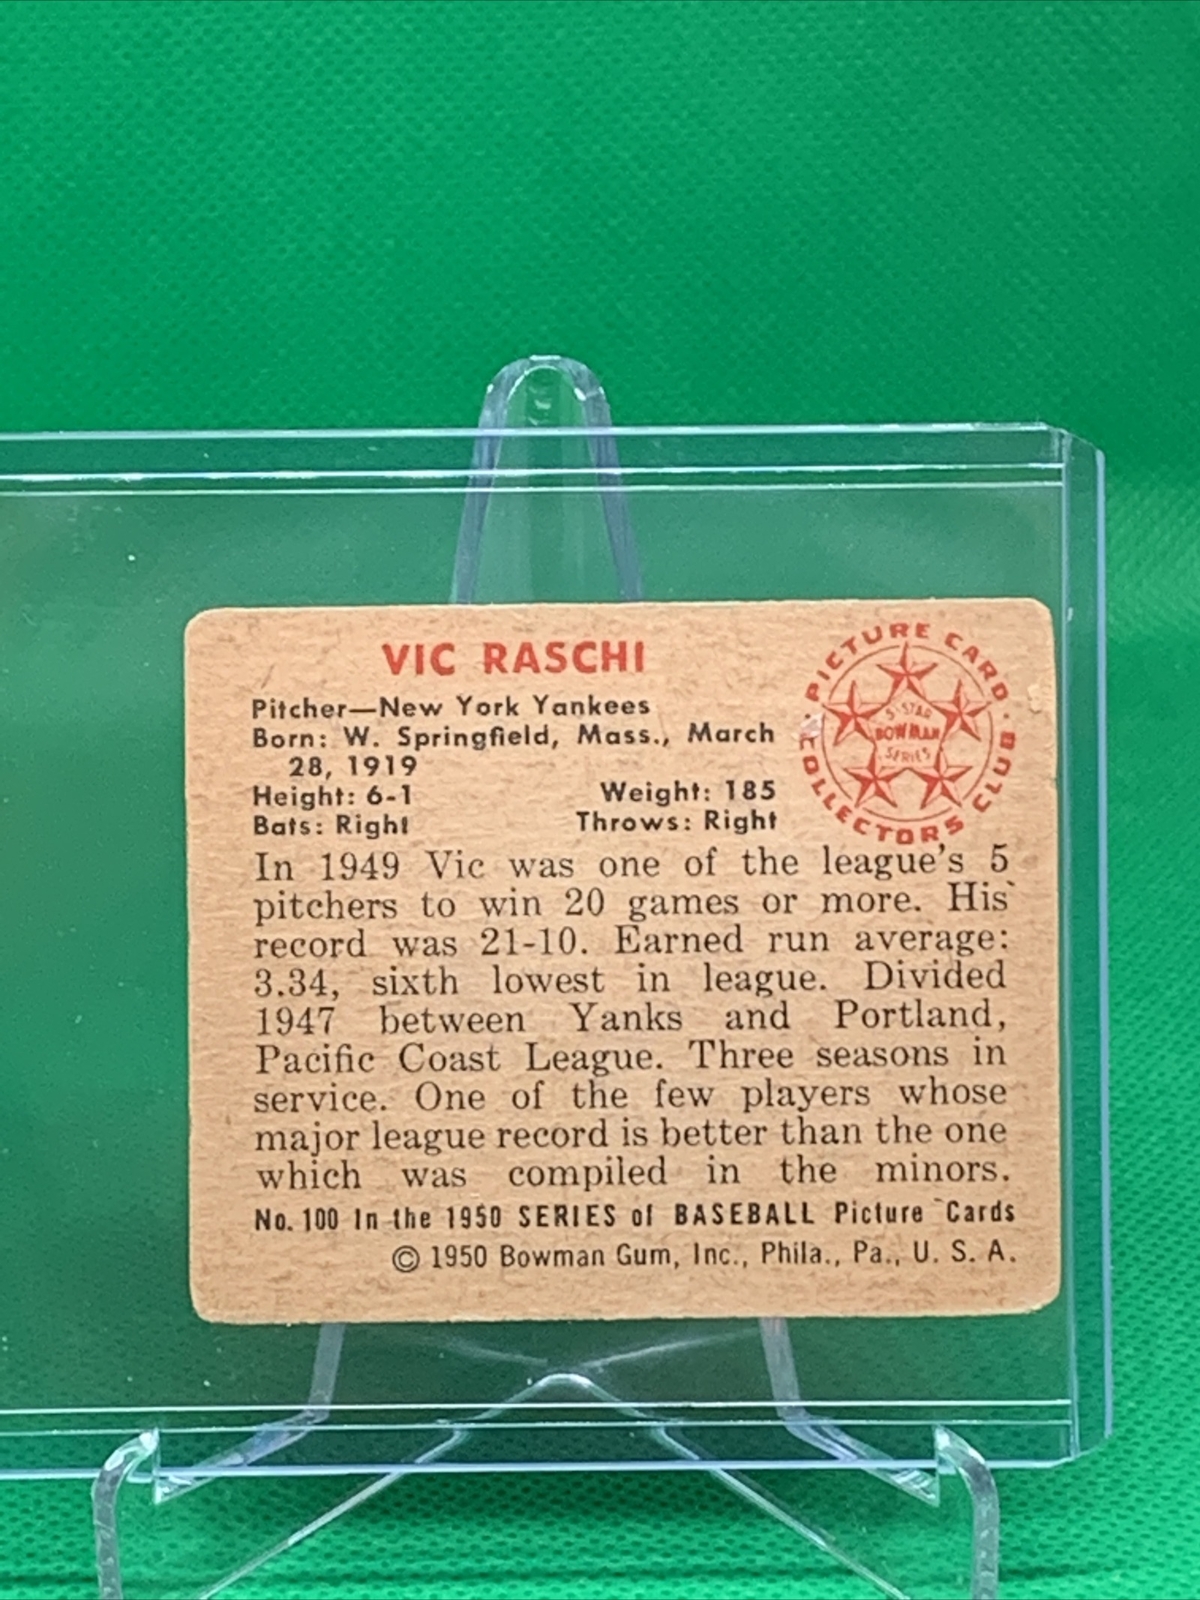 VIC RASCHI
Pitcher—New York Yankees
Born: W. Springfield, Mass., March
28, 1919
Height: 6-1 Weight: 185
Bats: Right Throws: Right
PICTURE CARD
COLLECTORS CLUB
5-STAR
BOWMAN
SERIES
In 1949 Vic was one of the league's 5
pitchers to win 20 games or more. His
record was 21-10. Earned run average:
3.34, sixth lowest in league. Divided
1947 between Yanks and Portland,
Pacific Coast League. Three seasons in
service. One of the few players whose
major league record is better than the one
which was compiled in the minors.
No. 100 In the 1950 SERIES of BASEBALL Picture Cards
© 1950 Bowman Gum, Inc., Phila., Pa., U. S. A.